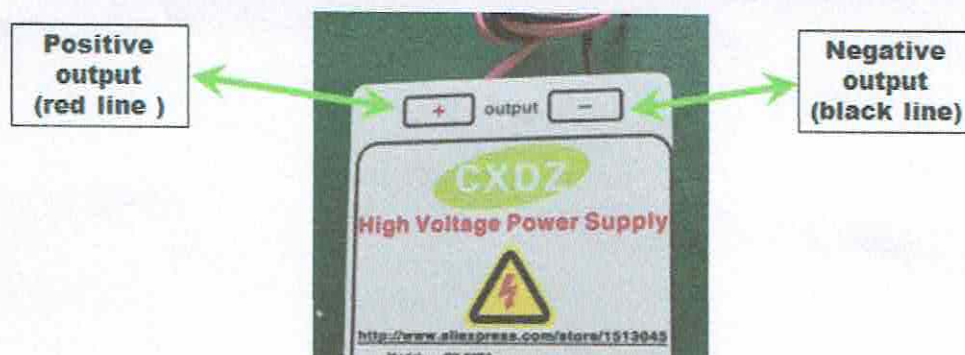 Positive
output
(red line )
Negative
output
(black line)
+ output −
CXDZ
High Voltage Power Supply
http://www.aliexpress.com/store/1513045